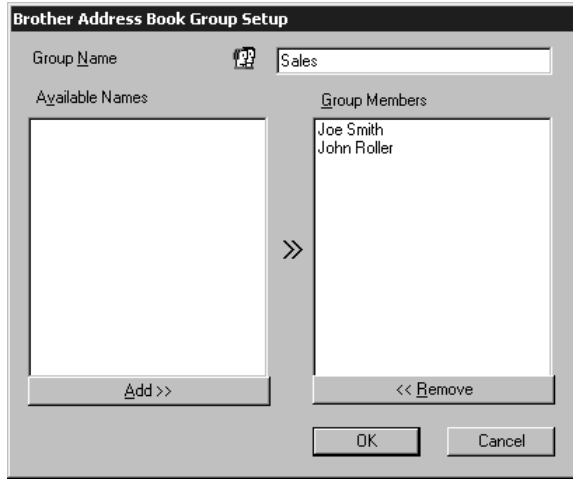 Brother Address Book Group Setup
Group Name
Sales
Available Names
Group Members
Joe Smith
John Roller
>>
Add >>
<< Remove
OK
Cancel